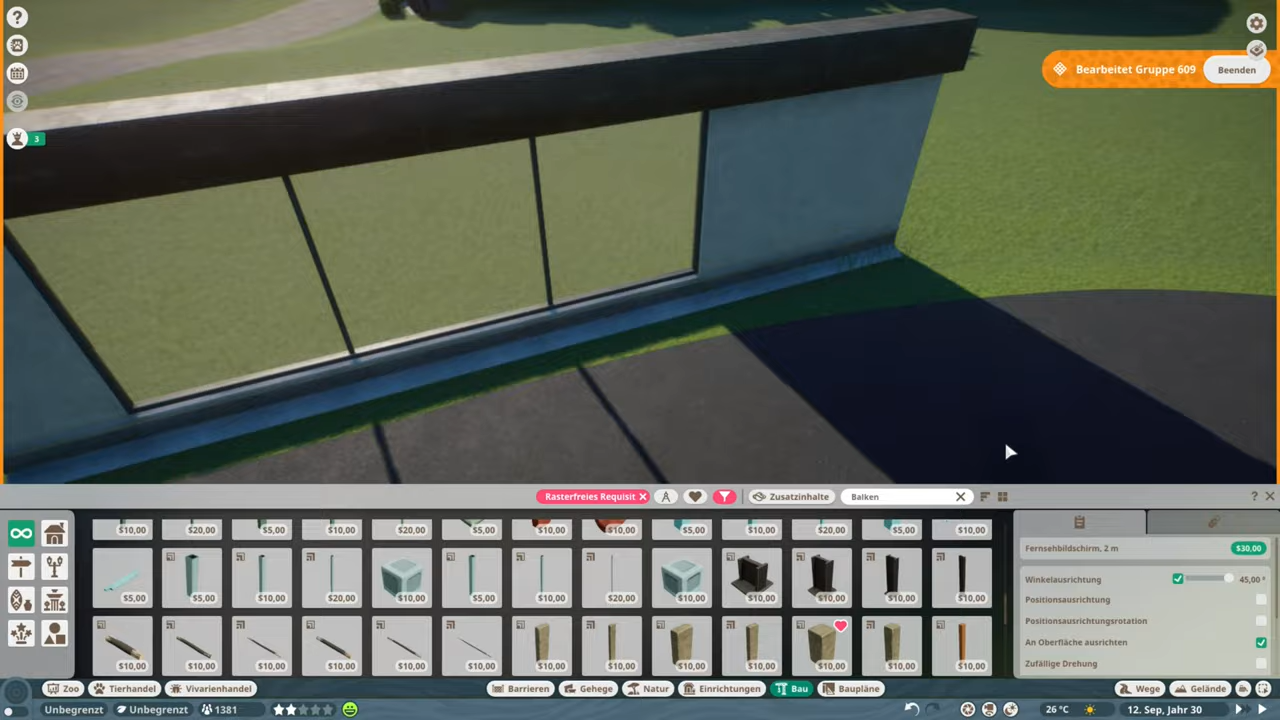 ?
Bearbeitet Gruppe 609
Beenden
3
Rasterfreies Requisit ×
Zusatzinhalte
Balken
? ×
$10,00 $20,00 $5,00 $10,00 $20,00 $5,00 $10,00 $10,00 $5,00 $10,00 $20,00 $5,00 $10,00
$5,00 $5,00 $10,00 $20,00 $10,00 $5,00 $10,00 $20,00 $10,00 $10,00 $10,00 $10,00 $10,00
$10,00 $10,00 $10,00 $10,00 $10,00 $10,00 $10,00 $10,00 $10,00 $10,00 $10,00 $10,00 $10,00
Fernsehbildschirm, 2 m $30,00
Winkelausrichtung 45,00 °
Positionsausrichtung
Positionsausrichtungsrotation
An Oberfläche ausrichten
Zufällige Drehung
Zoo Tierhandel Vivarienhandel Barrieren Gehege Natur Einrichtungen Bau Baupläne Wege Gelände
Unbegrenzt Unbegrenzt 1381 26 °C 12. Sep, Jahr 30